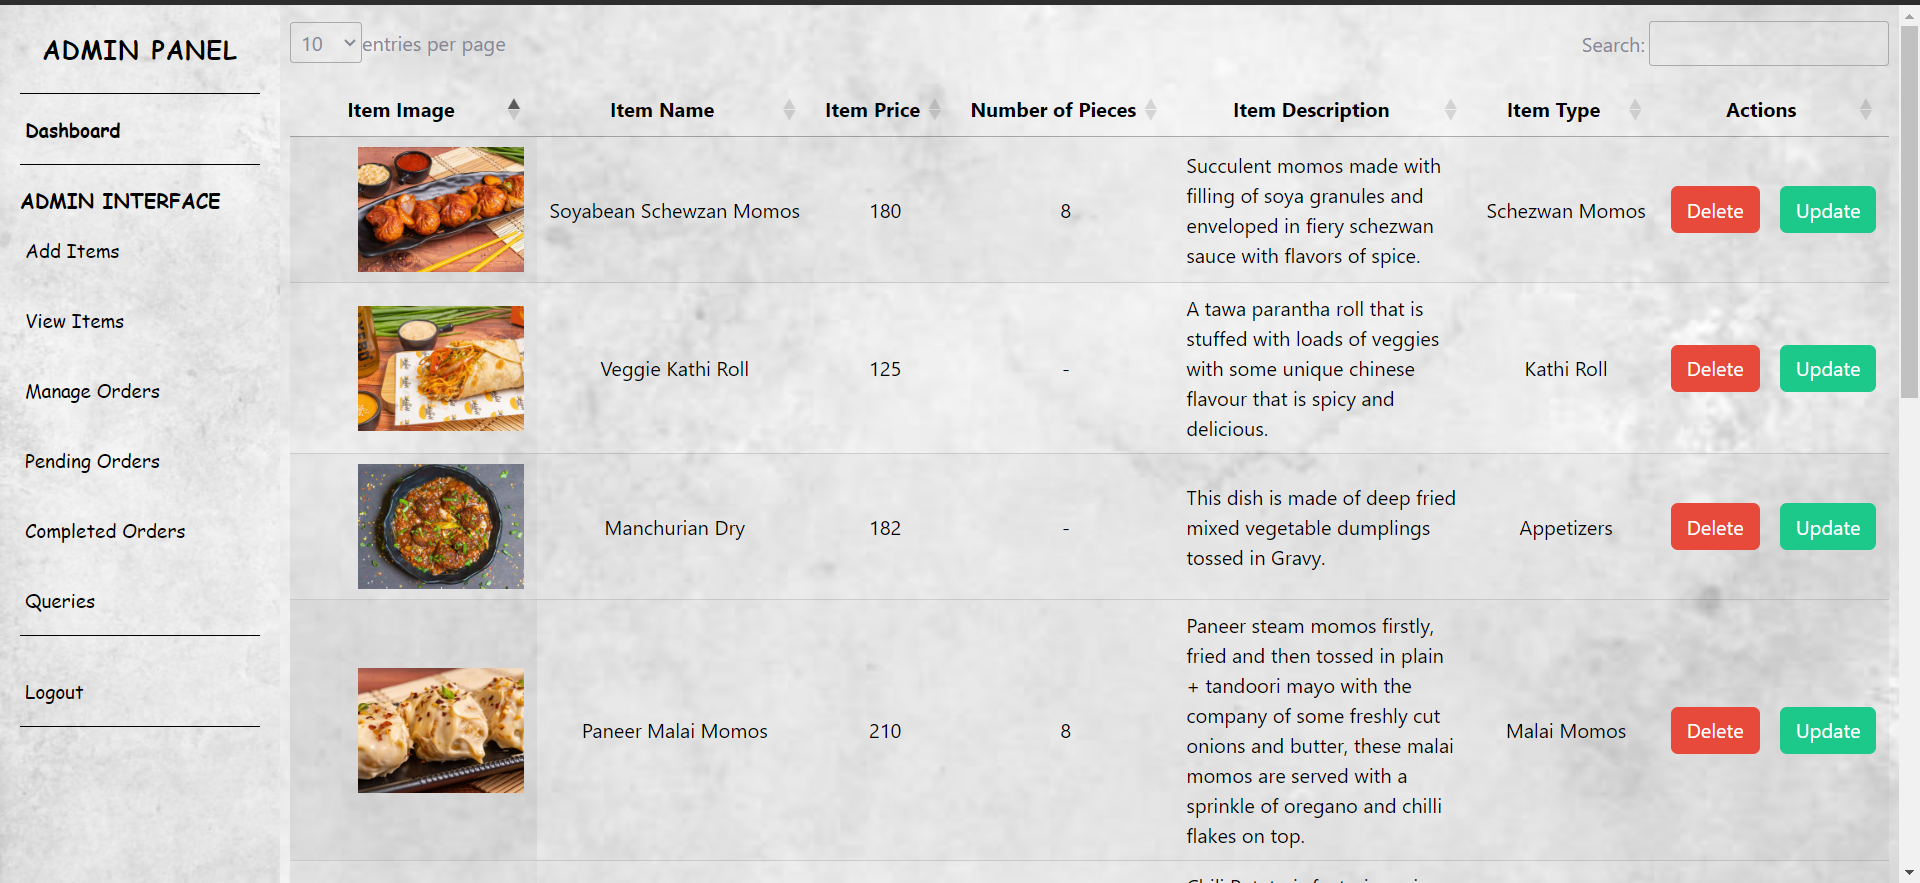 ADMIN PANEL
Dashboard
ADMIN INTERFACE
Add Items
View Items
Manage Orders
Pending Orders
Completed Orders
Queries
Logout
10 entries per page
Search:
Item Image Item Name Item Price Number of Pieces Item Description Item Type Actions
Soyabean Schewzan Momos 180 8
Succulent momos made with
filling of soya granules and
enveloped in fiery schezwan
sauce with flavors of spice.
Schezwan Momos Delete Update
Veggie Kathi Roll 125 -
A tawa parantha roll that is
stuffed with loads of veggies
with some unique chinese
flavour that is spicy and
delicious.
Kathi Roll Delete Update
Manchurian Dry 182 -
This dish is made of deep fried
mixed vegetable dumplings
tossed in Gravy.
Appetizers Delete Update
Paneer Malai Momos 210 8
Paneer steam momos firstly,
fried and then tossed in plain
+ tandoori mayo with the
company of some freshly cut
onions and butter, these malai
momos are served with a
sprinkle of oregano and chilli
flakes on top.
Malai Momos Delete Update